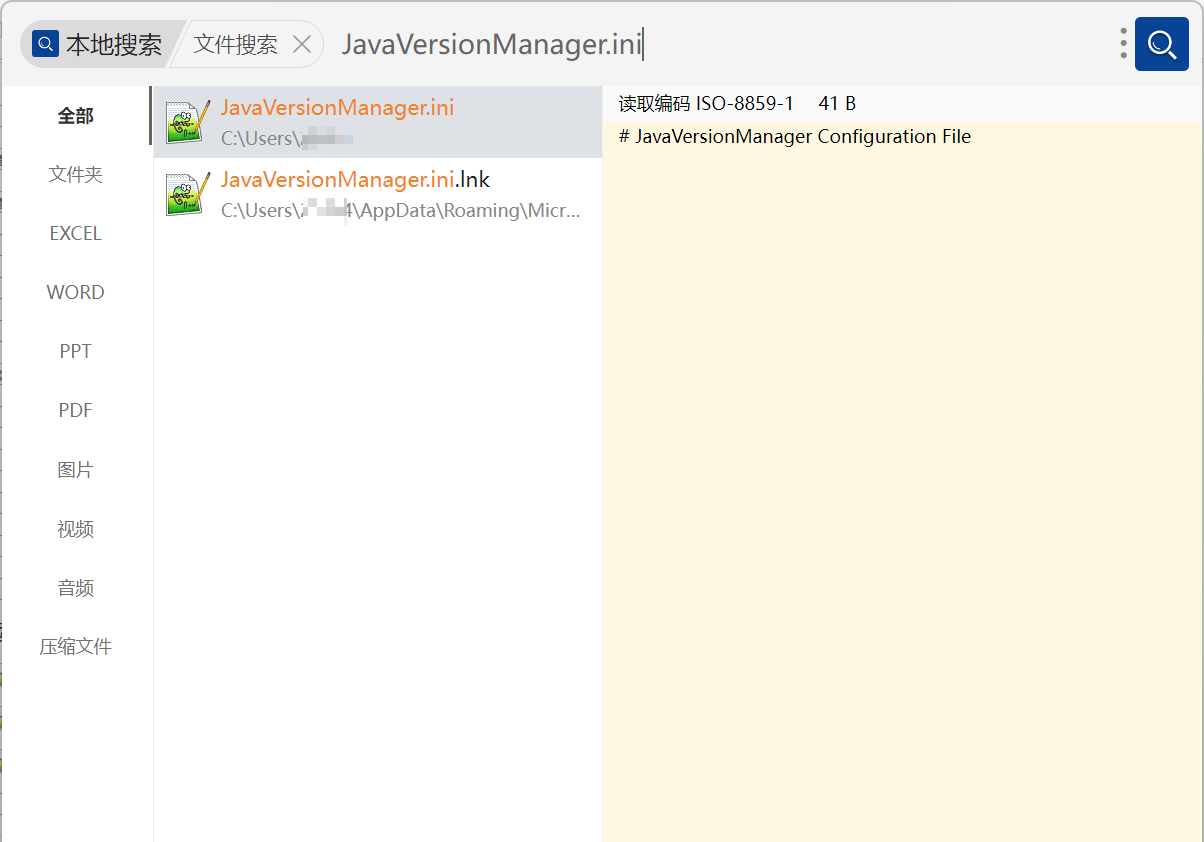 本地搜索
文件搜索
JavaVersionManager.ini
全部
文件夹
EXCEL
WORD
PPT
PDF
图片
视频
音频
压缩文件
JavaVersionManager.ini
C:\Users\
JavaVersionManager.ini.lnk
C:\Users\ 4\AppData\Roaming\Micr...
读取编码 ISO-8859-1 41 B
# JavaVersionManager Configuration File